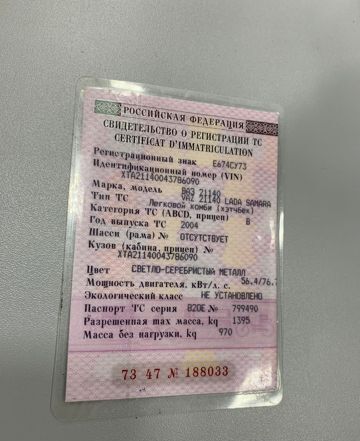 РОССИЙСКАЯ ФЕДЕРАЦИЯ
СВИДЕТЕЛЬСТВО О РЕГИСТРАЦИИ ТС
CERTIFICAT D'IMMATRICULATION
Регистрационный знак Е674СУ73
Идентификационный номер (VIN)
XTA21140043786090
Марка, модель ВАЗ 21140
VAZ 21140 LADA SAMARA
Тип ТС Легковой комби (хэтчбек)
Категория ТС (ABCD, прицеп) B
Год выпуска ТС 2004
Шасси (рама) № ОТСУТСТВУЕТ
Кузов (кабина, прицеп) №
XTA21140043786090
Цвет СВЕТЛО-СЕРЕБРИСТЫЙ МЕТАЛЛ
Мощность двигателя, кВт/л. с. 56.4/76.7
Экологический класс НЕ УСТАНОВЛЕНО
Паспорт ТС серия 82ОЕ № 799490
Разрешенная max масса, kg 1395
Масса без нагрузки, kg 970
73 47 № 188033